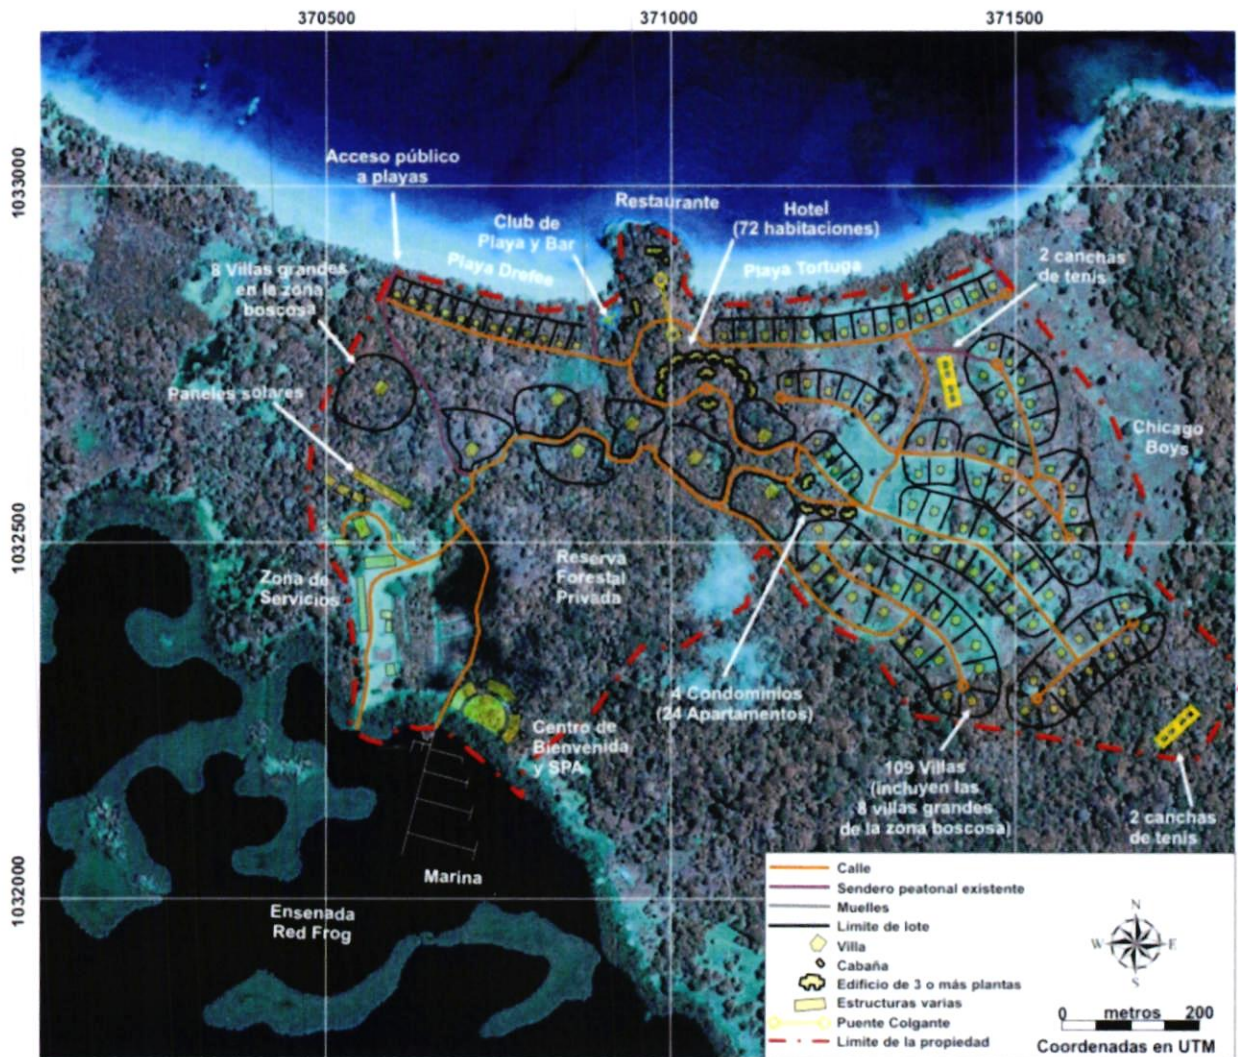 370500
371000
371500
1033000
1032500
1032000
Acceso público
a playas
Restaurante
Hotel
(72 habitaciones)
Club de
Playa y Bar
Playa Drefee
Playa Tortuga
2 canchas
de tenis
8 Villas grandes
en la zona
boscosa
Paneles solares
Chicago
Boys
Zona de
Servicios
Reserva
Forestal
Privada
4 Condominios
(24 Apartamentos)
Centro de
Bienvenida
y SPA
109 Villas
(incluyen las
8 villas grandes
de la zona boscosa)
2 canchas
de tenis
Marina
Ensenada
Red Frog
Calle
Sendero peatonal existente
Muelles
Limite de lote
Villa
Cabaña
Edificio de 3 o más plantas
Estructuras varias
Puente Colgante
Limite de la propiedad
N
W
E
S
0 metros 200
Coordenadas en UTM